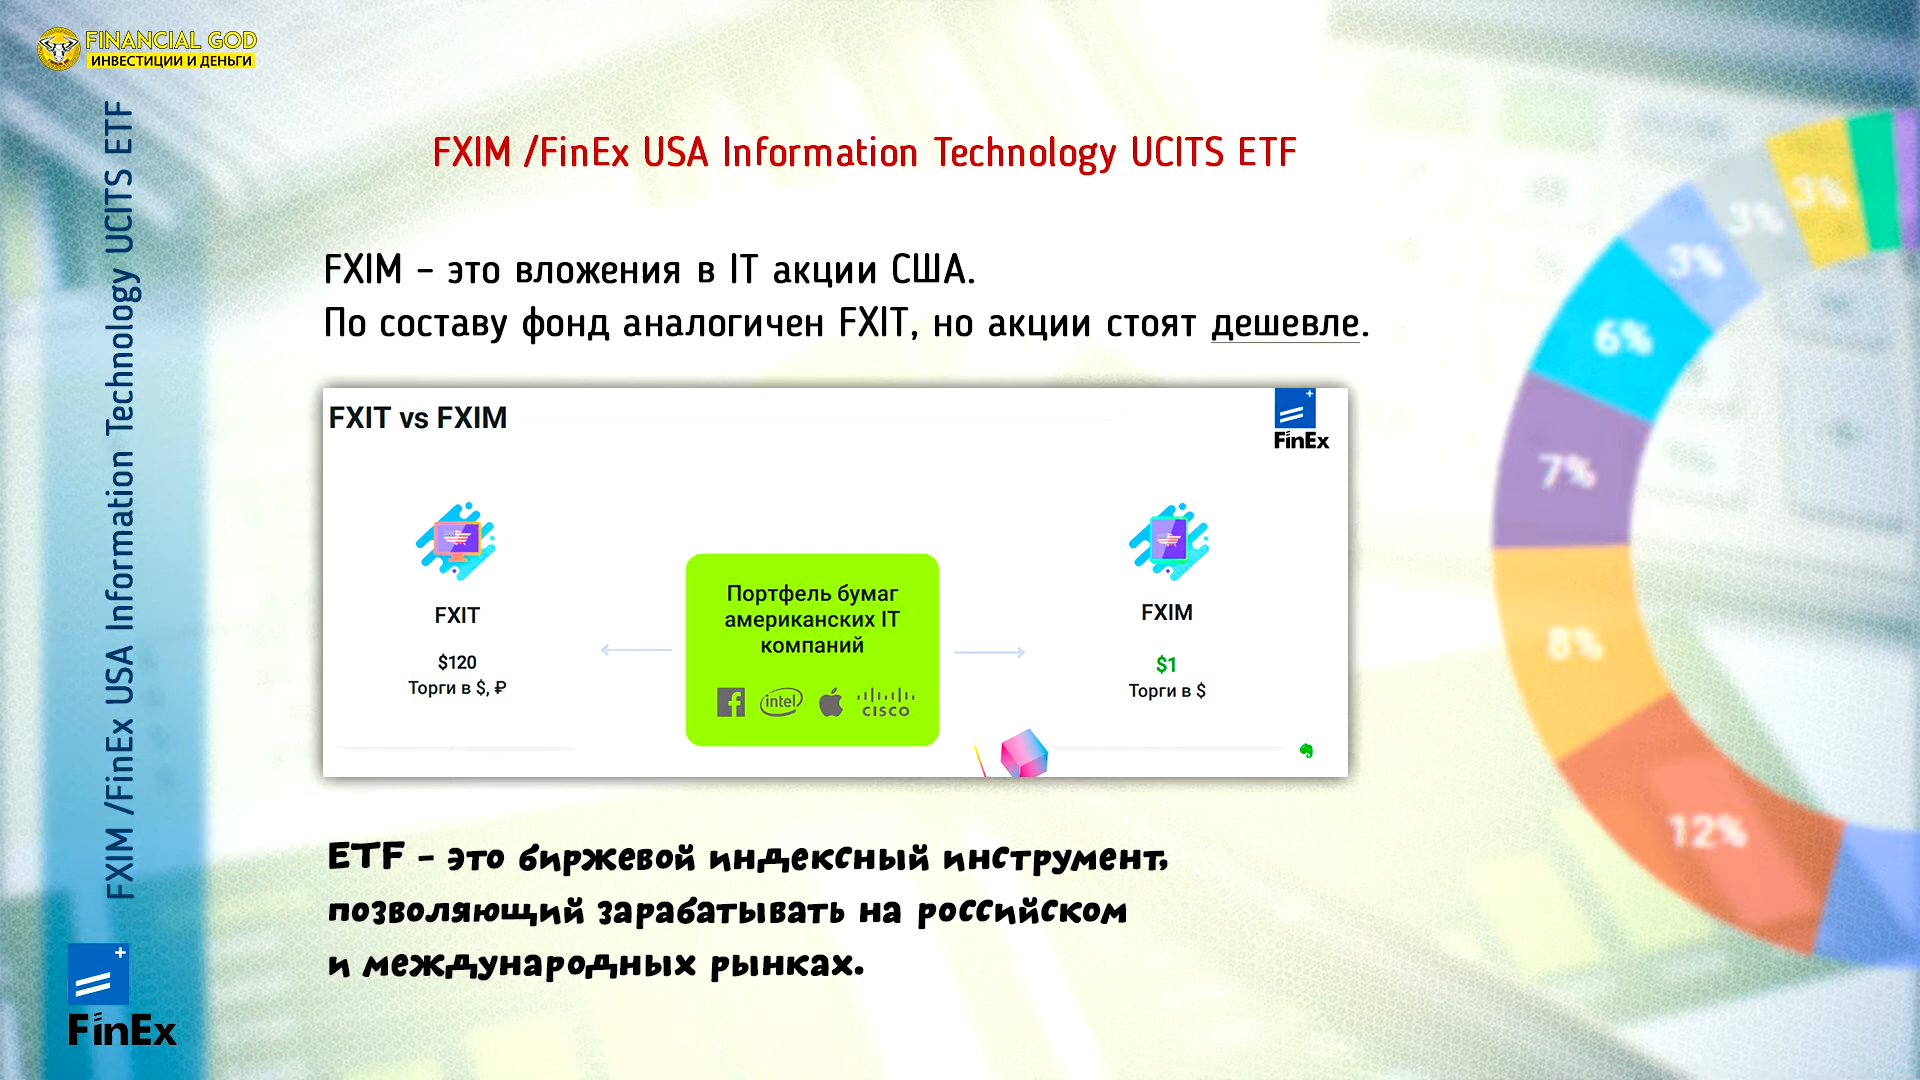 FINANCIAL GOD
ИНВЕСТИЦИИ И ДЕНЬГИ
FXIM /FinEx USA Information Technology UCITS ETF
FXIM /FinEx USA Information Technology UCITS ETF
FXIM – это вложения в IT акции США.
По составу фонд аналогичен FXIT, но акции стоят дешевле.
FXIT vs FXIM
FinEx
FXIT
$120
Торги в $, ₽
Портфель бумаг
американских IT
компаний
intel
CISCO
FXIM
$1
Торги в $
ETF – это биржевой индексный инструмент,
позволяющий зарабатывать на российском
и международных рынках.
FinEx
3%
3%
3%
6%
7%
8%
12%